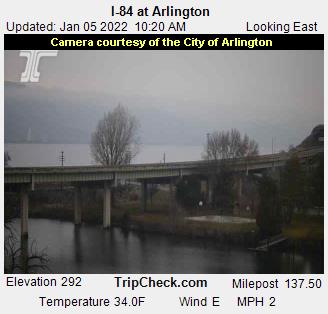 I-84 at Arlington
Updated: Jan 05 2022 10:20 AM Looking East
Camera courtesy of the City of Arlington
Elevation 292 TripCheck.com Milepost 137.50
Temperature 34.0F Wind E MPH 2